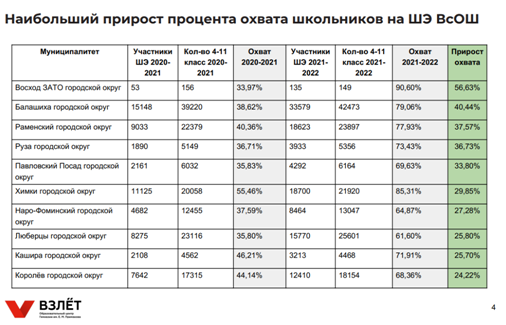 Наибольший прирост процента охвата школьников на ШЭ ВсОШ
Муниципалитет Участники ШЭ 2020-2021 Кол-во 4-11 класс 2020-2021 Охват 2020-2021 Участники ШЭ 2021-2022 Кол-во 4-11 класс 2021-2022 Охват 2021-2022 Прирост охвата
Восход ЗАТО городской округ 53 156 33,97% 135 149 90,60% 56,63%
Балашиха городской округ 15148 39220 38,62% 33579 42473 79,06% 40,44%
Раменский городской округ 9033 22379 40,36% 18623 23897 77,93% 37,57%
Руза городской округ 1890 5149 36,71% 3933 5356 73,43% 36,73%
Павловский Посад городской округ 2161 6032 35,83% 4292 6164 69,63% 33,80%
Химки городской округ 11125 20058 55,46% 18700 21920 85,31% 29,85%
Наро-Фоминский городской округ 4682 12455 37,59% 8464 13047 64,87% 27,28%
Люберцы городской округ 8275 23116 35,80% 15770 25601 61,60% 25,80%
Кашира городской округ 2108 4562 46,21% 3213 4468 71,91% 25,70%
Королёв городской округ 7642 17315 44,14% 12410 18154 68,36% 24,22%
ВЗЛЁТ
Образовательный центр
4